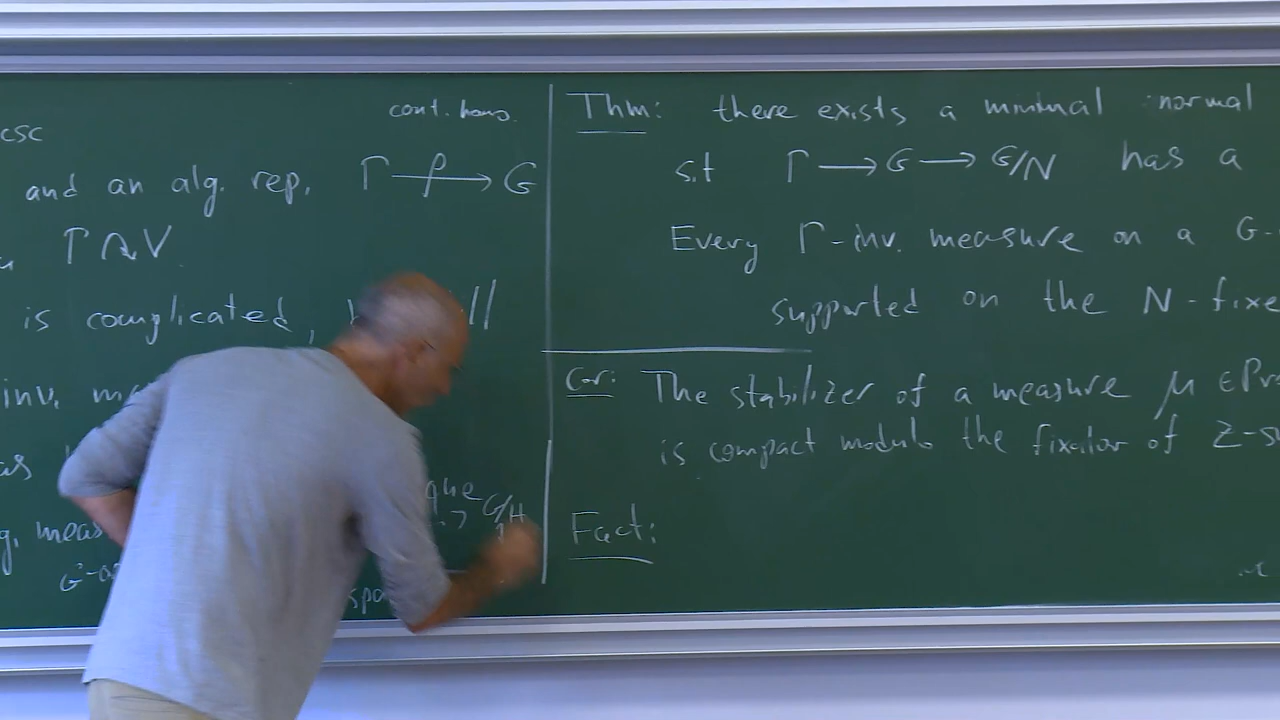 csc
cont. hom.
and an alg. rep. Γ —ρ→ G
Γ ↷ V
is complicated,
inv.
as
meas
que
G/H
Thm: there exists a minimal normal
s.t Γ → G → G/N has a
Every Γ-inv. measure on a G-
supported on the N-fixe
Cor: The stabilizer of a measure μ ∈ Pro
is compact modulo the fixator of Z-su
Fact: